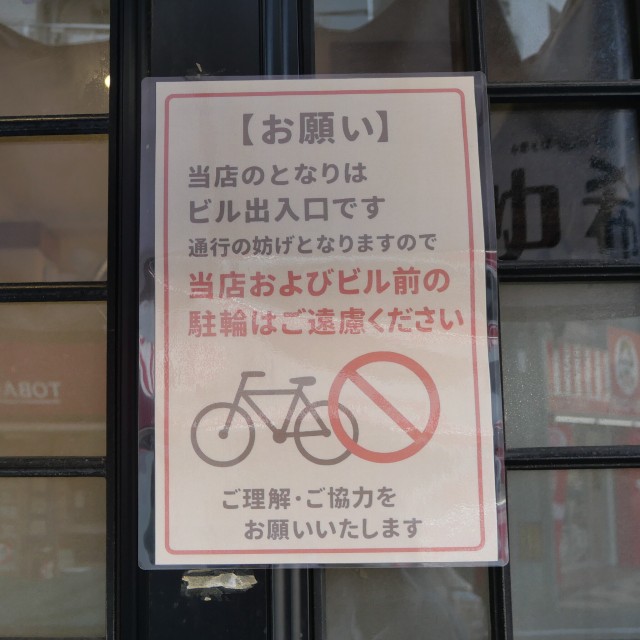 【お願い】
当店のとなりは
ビル出入口です
通行の妨げとなりますので
当店およびビル前の
駐輪はご遠慮ください
ご理解・ご協力を
お願いいたします
TOBA